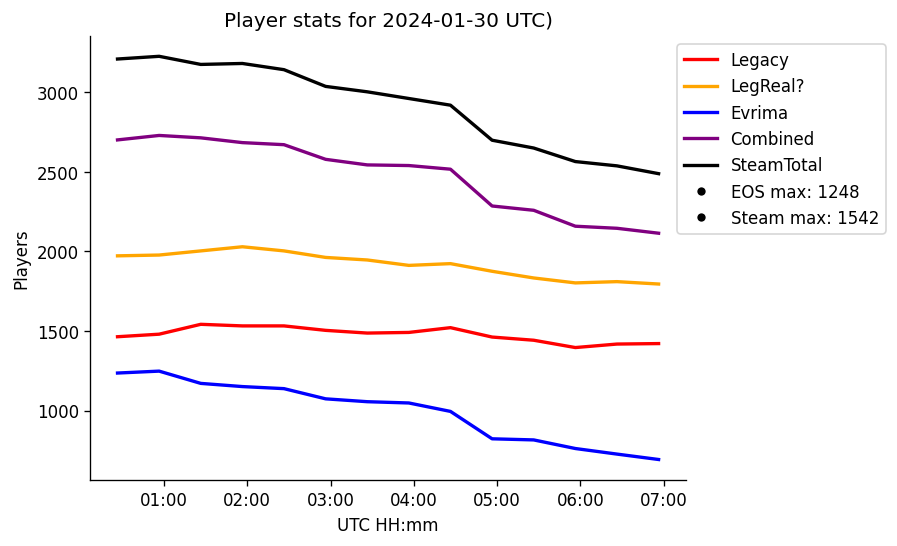 Player stats for 2024-01-30 UTC)
Players
3000
2500
2000
1500
1000
01:00 02:00 03:00 04:00 05:00 06:00 07:00
UTC HH:mm
Legacy
LegReal?
Evrima
Combined
SteamTotal
EOS max: 1248
Steam max: 1542